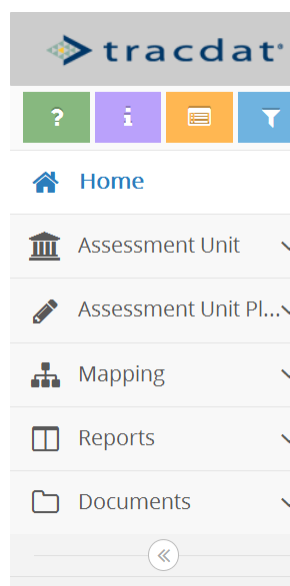 tracdat
?
i
Home
Assessment Unit
Assessment Unit Pl...
Mapping
Reports
Documents